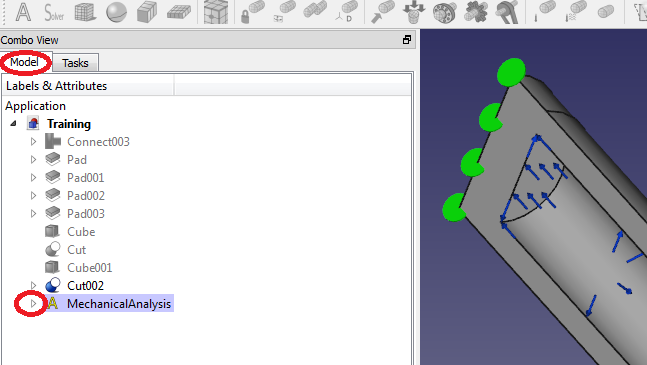 A Solver
D
Combo View
Model Tasks
Labels & Attributes
Application
Training
Connect003
Pad
Pad001
Pad002
Pad003
Cube
Cut
Cube001
Cut002
A MechanicalAnalysis